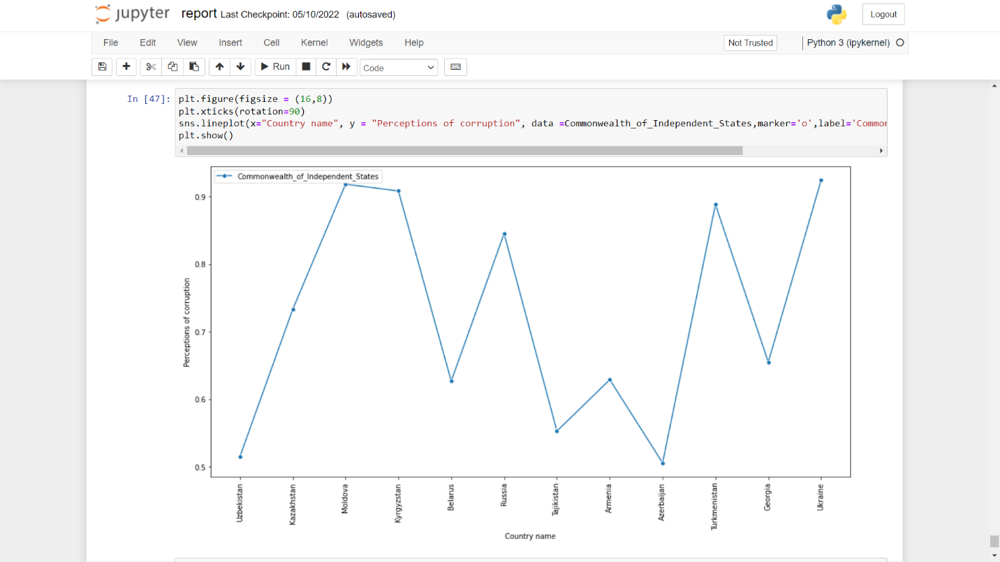 jupyter report Last Checkpoint: 05/10/2022 (autosaved) Logout
File Edit View Insert Cell Kernel Widgets Help Not Trusted Python 3 (ipykernel)
Run Code
In [47]: plt.figure(figsize = (16,8))
plt.xticks(rotation=90)
sns.lineplot(x="Country name", y = "Perceptions of corruption", data =Commonwealth_of_Independent_States,marker='o',label='Common
plt.show()
Commonwealth_of_Independent_States
0.9
0.8
0.7
0.6
0.5
Perceptions of corruption
Uzbekistan
Kazakhstan
Moldova
Kyrgyzstan
Belarus
Russia
Tajikistan
Armenia
Azerbaijan
Turkmenistan
Georgia
Ukraine
Country name